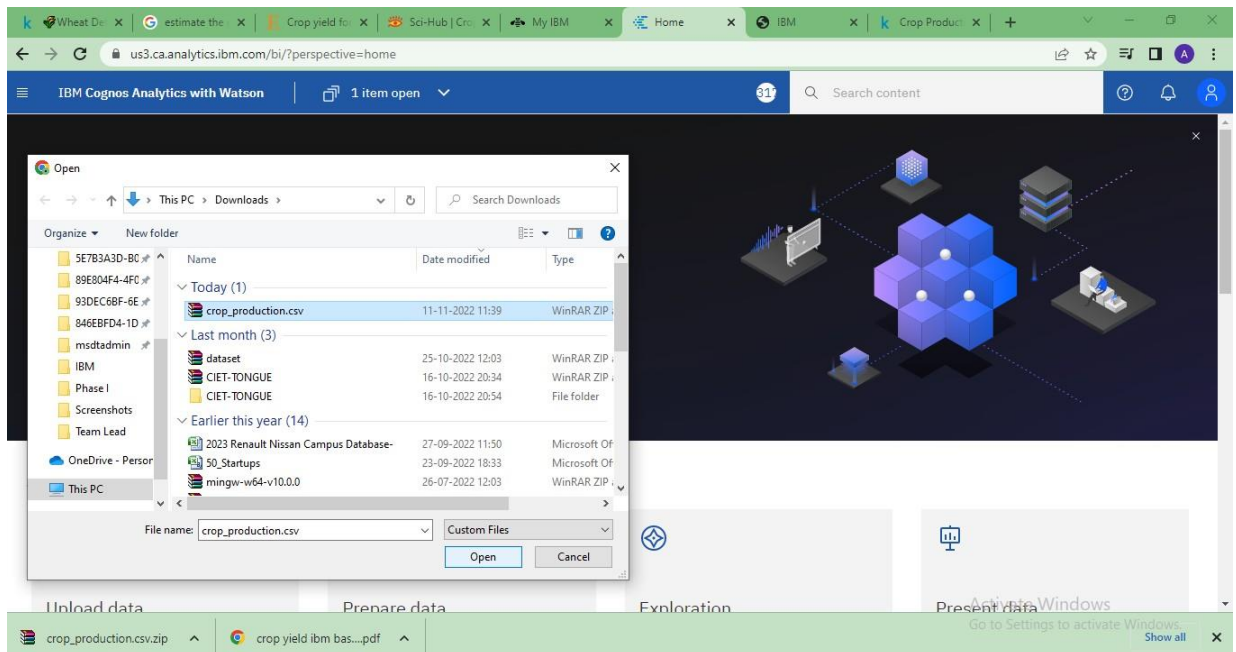 Wheat De
estimate the
Crop yield fo
Sci-Hub | Cro
My IBM
Home
IBM
Crop Product
us3.ca.analytics.ibm.com/bi/?perspective=home
A
IBM Cognos Analytics with Watson
1 item open
Search content
Open
This PC > Downloads >
Search Downloads
Organize
New folder
Name
Date modified
Type
5E7B3A3D-BC
89E804F4-4FC
93DEC6BF-6E
846EBFD4-1D
msdtadmin
IBM
Phase I
Screenshots
Team Lead
OneDrive - Person
This PC
Today (1)
crop_production.csv 11-11-2022 11:39 WinRAR ZIP
Last month (3)
dataset 25-10-2022 12:03 WinRAR ZIP
CIET-TONGUE 16-10-2022 20:34 WinRAR ZIP
CIET-TONGUE 16-10-2022 20:54 File folder
Earlier this year (14)
2023 Renault Nissan Campus Database- 27-09-2022 11:50 Microsoft Of
50_Startups 23-09-2022 18:33 Microsoft Of
mingw-w64-v10.0.0 26-07-2022 12:03 WinRAR ZIP
File name: crop_production.csv
Custom Files
Open
Cancel
Upload data
Prepare data
Exploration
Present data
Activate Windows
Go to Settings to activate Windows.
crop_production.csv.zip
crop yield ibm bas....pdf
Show all